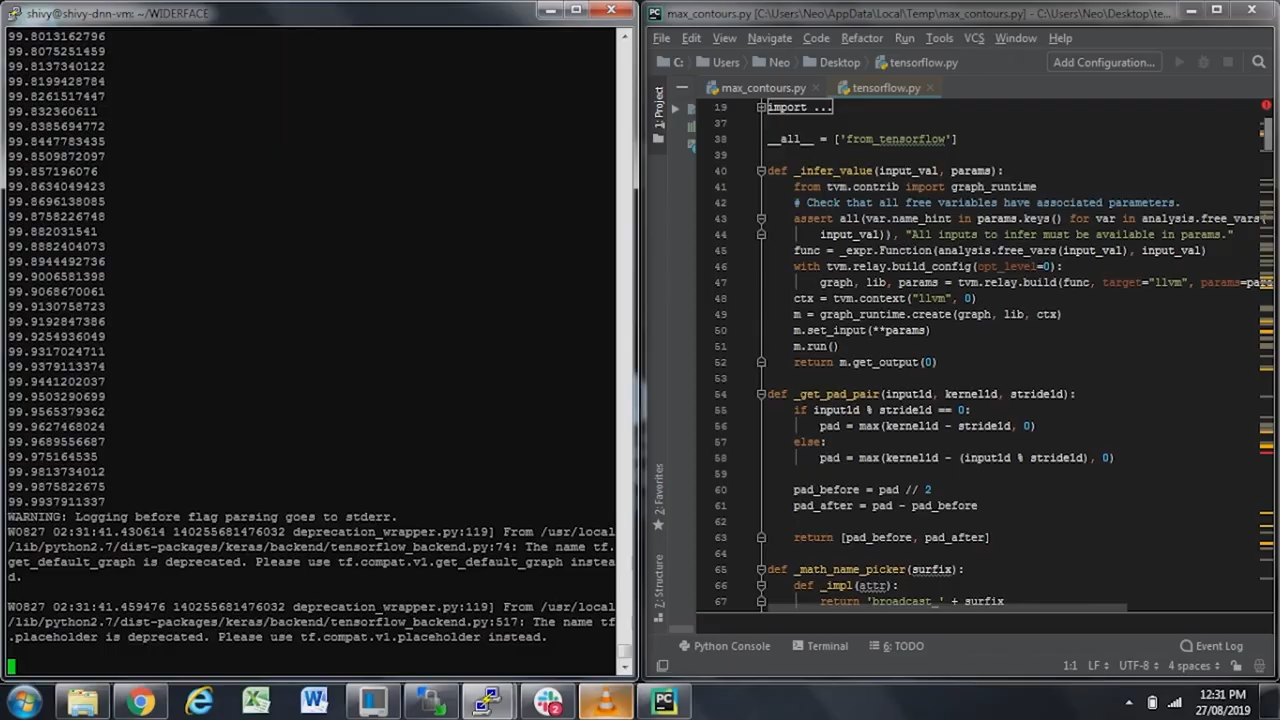 shivy@shivy-dnn-vm: ~/WIDERFACE
99.8013162796
99.8075251459
99.8137340122
99.8199428784
99.8261517447
99.832360611
99.8385694772
99.8447783435
99.8509872097
99.857196076
99.8634049423
99.8696138085
99.8758226748
99.882031541
99.8882404073
99.8944492736
99.9006581398
99.9068670061
99.9130758723
99.9192847386
99.9254936049
99.9317024711
99.9379113374
99.9441202037
99.9503290699
99.9565379362
99.9627468024
99.9689556687
99.975164535
99.9813734012
99.9875822675
99.9937911337
WARNING: Logging before flag parsing goes to stderr.
W0827 02:31:41.430614 140255681476032 deprecation_wrapper.py:119] From /usr/local
/lib/python2.7/dist-packages/keras/backend/tensorflow_backend.py:74: The name tf.
get_default_graph is deprecated. Please use tf.compat.v1.get_default_graph instea
d.
W0827 02:31:41.459476 140255681476032 deprecation_wrapper.py:119] From /usr/local
/lib/python2.7/dist-packages/keras/backend/tensorflow_backend.py:517: The name tf
.placeholder is deprecated. Please use tf.compat.v1.placeholder instead.
max_contours.py [C:\Users\Neo\AppData\Local\Temp\max_contours.py] - C:\Users\Neo\Desktop\te...
File Edit View Navigate Code Refactor Run Tools VCS Window Help
C: Users Neo Desktop tensorflow.py Add Configuration...
max_contours.py tensorflow.py
1: Project
2: Favorites
7: Structure
19 import ...
37
38 __all__ = ['from_tensorflow']
39
40 def _infer_value(input_val, params):
41 from tvm.contrib import graph_runtime
42 # Check that all free variables have associated parameters.
43 assert all(var.name_hint in params.keys() for var in analysis.free_vars(
44 input_val)), "All inputs to infer must be available in params."
45 func = _expr.Function(analysis.free_vars(input_val), input_val)
46 with tvm.relay.build_config(opt_level=0):
47 graph, lib, params = tvm.relay.build(func, target="llvm", params=para
48 ctx = tvm.context("llvm", 0)
49 m = graph_runtime.create(graph, lib, ctx)
50 m.set_input(**params)
51 m.run()
52 return m.get_output(0)
53
54 def _get_pad_pair(input1d, kernel1d, stride1d):
55 if input1d % stride1d == 0:
56 pad = max(kernel1d - stride1d, 0)
57 else:
58 pad = max(kernel1d - (input1d % stride1d), 0)
59
60 pad_before = pad // 2
61 pad_after = pad - pad_before
62
63 return [pad_before, pad_after]
64
65 def _math_name_picker(surfix):
66 def _impl(attr):
67 return 'broadcast_' + surfix
Python Console Terminal 6: TODO Event Log
1:1 LF UTF-8 4 spaces
12:31 PM
27/08/2019